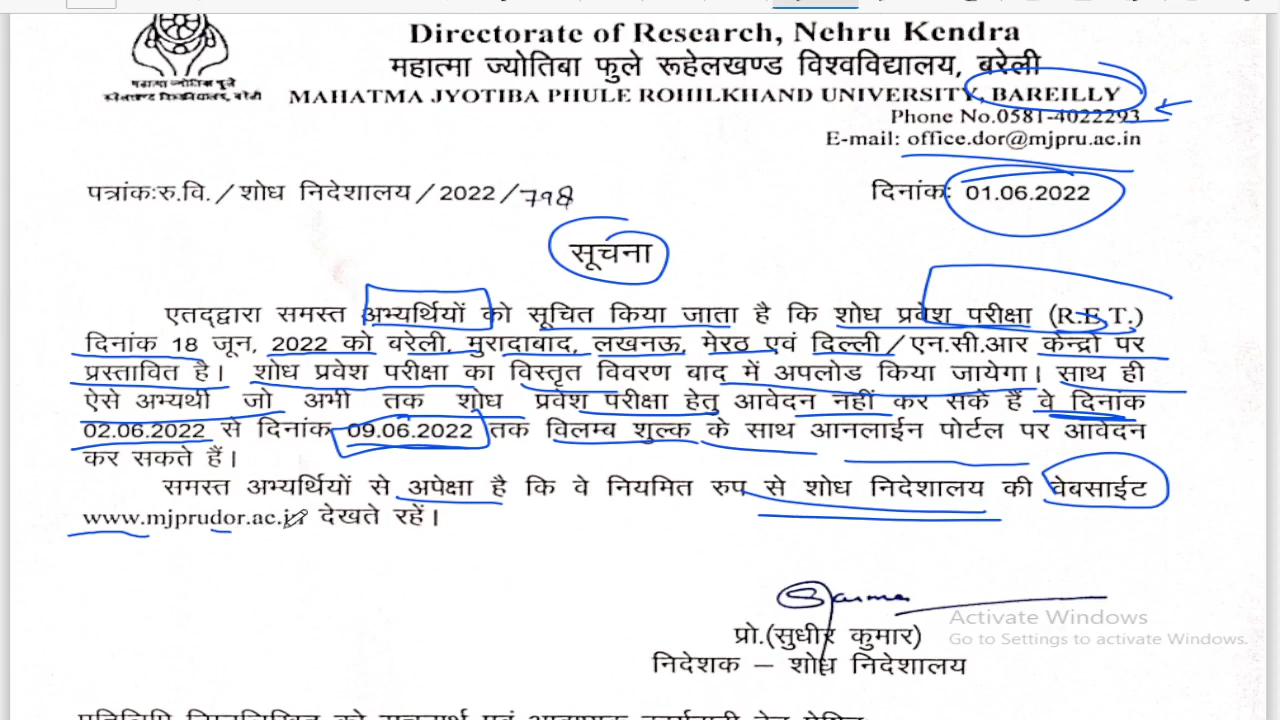 Directorate of Research, Nehru Kendra
महात्मा ज्योतिबा फुले रूहेलखण्ड विश्वविद्यालय, बरेली
MAHATMA JYOTIBA PHULE ROHILKHAND UNIVERSITY, BAREILLY
Phone No.0581-4022293
E-mail: office.dor@mjpru.ac.in
पत्रांक:रु.वि./शोध निदेशालय/2022/798
दिनांक: 01.06.2022
सूचना
एतद्द्वारा समस्त अभ्यर्थियों को सूचित किया जाता है कि शोध प्रवेश परीक्षा (R.E.T.)
दिनांक 18 जून, 2022 को बरेली, मुरादाबाद, लखनऊ, मेरठ एवं दिल्ली/एन.सी.आर केन्द्रो पर
प्रस्तावित है। शोध प्रवेश परीक्षा का विस्तृत विवरण बाद में अपलोड किया जायेगा। साथ ही
ऐसे अभ्यथी जो अभी तक शोध प्रवेश परीक्षा हेतु आवेदन नहीं कर सके हैं वे दिनांक
02.06.2022 से दिनांक 09.06.2022 तक विलम्ब शुल्क के साथ आनलाईन पोर्टल पर आवेदन
कर सकते हैं।
समस्त अभ्यर्थियों से अपेक्षा है कि वे नियमित रुप से शोध निदेशालय की वेबसाईट
www.mjprudor.ac.in देखते रहें।
प्रो.(सुधीर कुमार)
निदेशक – शोध निदेशालय
Activate Windows
Go to Settings to activate Windows.